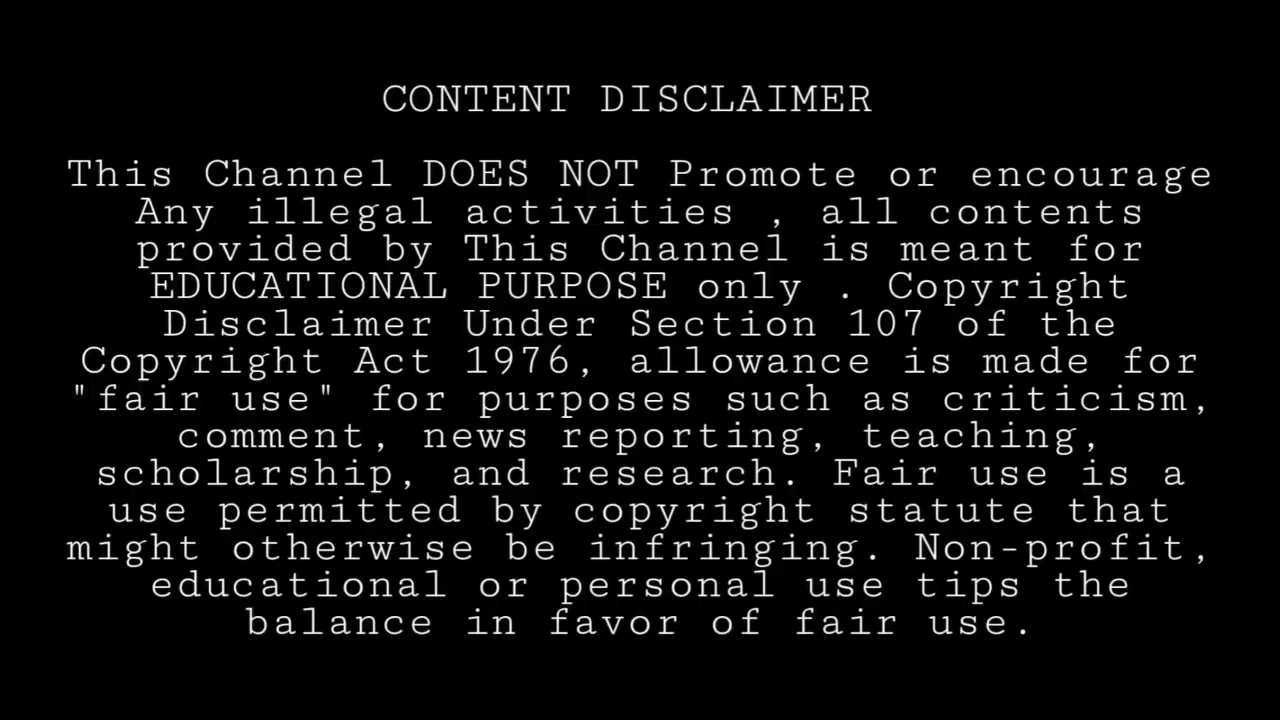 CONTENT DISCLAIMER
This Channel DOES NOT Promote or encourage
Any illegal activities , all contents
provided by This Channel is meant for
EDUCATIONAL PURPOSE only . Copyright
Disclaimer Under Section 107 of the
Copyright Act 1976, allowance is made for
"fair use" for purposes such as criticism,
comment, news reporting, teaching,
scholarship, and research. Fair use is a
use permitted by copyright statute that
might otherwise be infringing. Non-profit,
educational or personal use tips the
balance in favor of fair use.